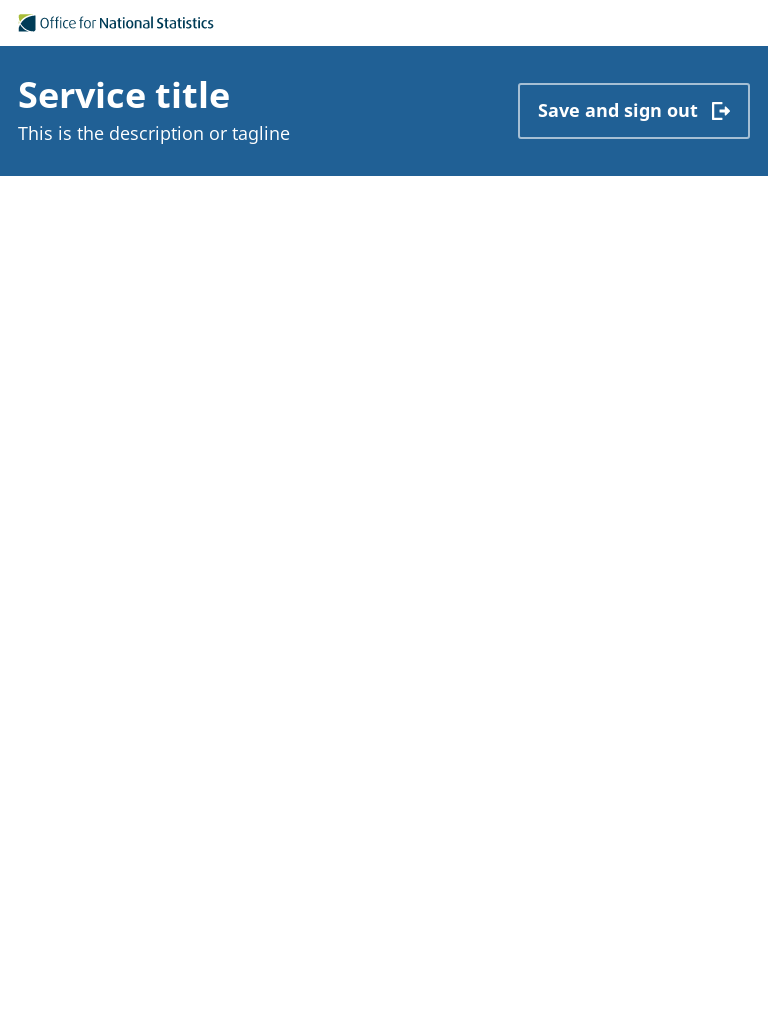 Office for National Statistics
Service title
This is the description or tagline
Save and sign out